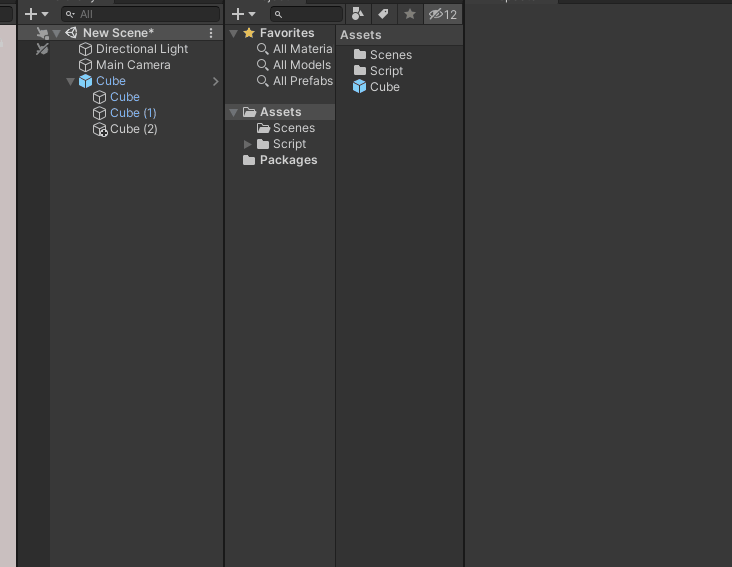 All
New Scene*
Directional Light
Main Camera
Cube
Cube
Cube (1)
Cube (2)
Favorites
All Materia
All Models
All Prefabs
Assets
Scenes
Script
Packages
12
Assets
Scenes
Script
Cube